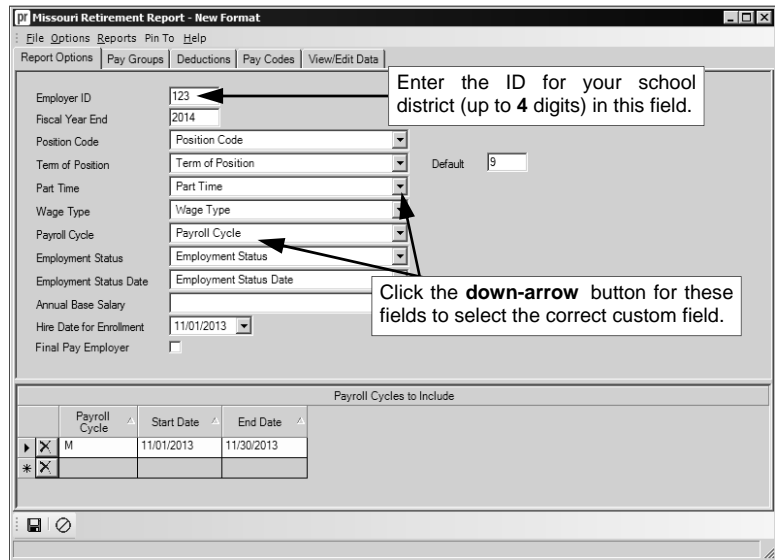 pr Missouri Retirement Report - New Format
File Options Reports Pin To Help
Report Options Pay Groups Deductions Pay Codes View/Edit Data
Enter the ID for your school
district (up to 4 digits) in this field.
Employer ID 123
Fiscal Year End 2014
Position Code Position Code
Term of Position Term of Position Default 9
Part Time Part Time
Wage Type Wage Type
Payroll Cycle Payroll Cycle
Employment Status Employment Status
Employment Status Date Employment Status Date
Click the down-arrow button for these
fields to select the correct custom field.
Annual Base Salary
Hire Date for Enrollment 11/01/2013
Final Pay Employer
Payroll Cycles to Include
Payroll
Cycle Start Date End Date
M 11/01/2013 11/30/2013